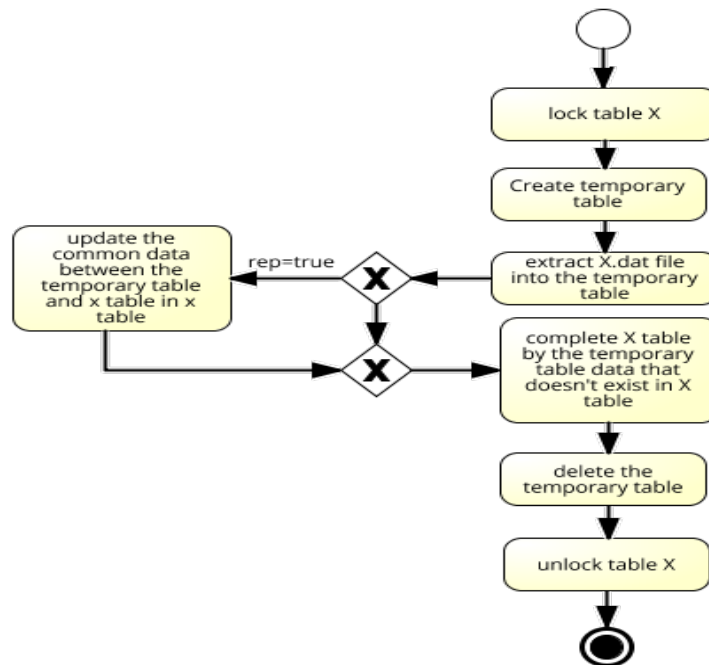 lock table X
Create temporary
table
extract X.dat file
into the temporary
table
rep=true
update the
common data
between the
temporary table
and x table in x
table
X
X
complete X table
by the temporary
table data that
doesn't exist in X
table
delete the
temporary table
unlock table X